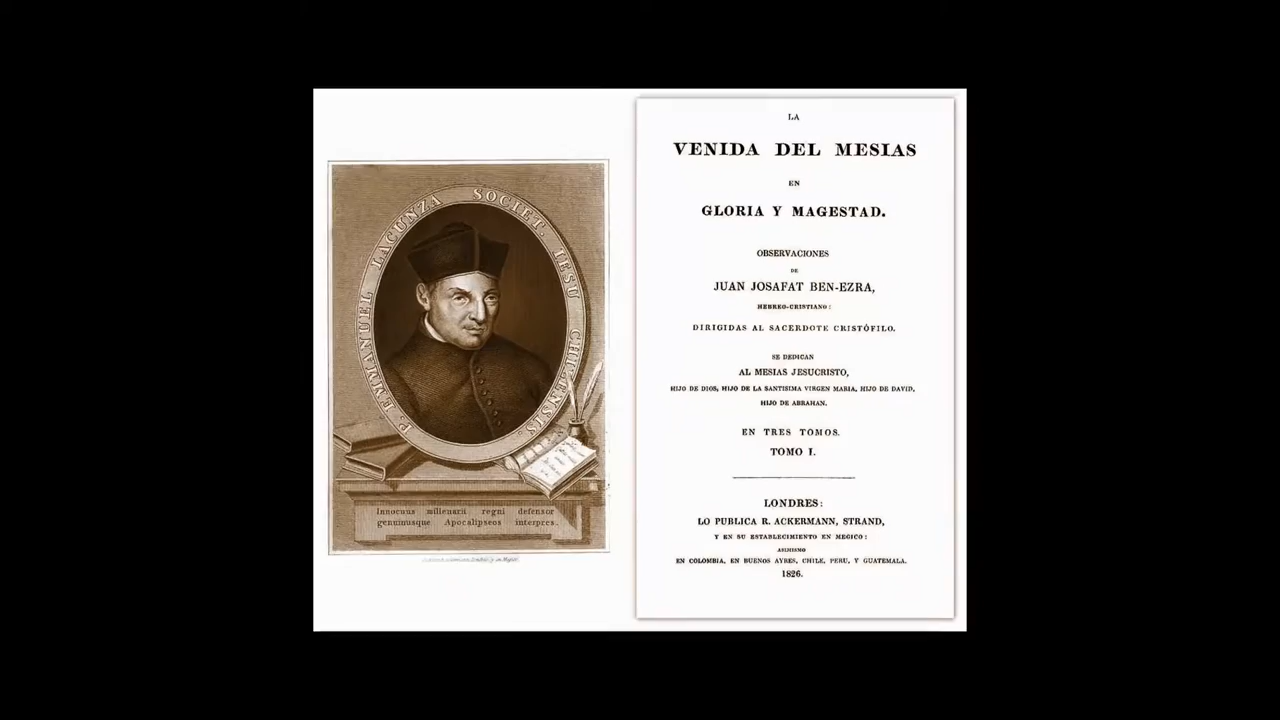 P. EMMANUEL LACUNZA SOCIET. IESU CHILENSIS.
Innocuus milienarii regni defensor
genuinusque Apocalipseos interpres.
LA
VENIDA DEL MESIAS
EN
GLORIA Y MAGESTAD.
OBSERVACIONES
DE
JUAN JOSAFAT BEN-EZRA,
HEBREO-CRISTIANO:
DIRIGIDAS AL SACERDOTE CRISTÓFILO.
SE DEDICAN
AL MESIAS JESUCRISTO,
HIJO DE DIOS, HIJO DE LA SANTISIMA VIRGEN MARIA, HIJO DE DAVID,
HIJO DE ABRAHAN.
EN TRES TOMOS.
TOMO I.
LONDRES:
LO PUBLICA R. ACKERMANN, STRAND,
Y EN SU ESTABLECIMIENTO EN MEGICO:
ASIMISMO
EN COLOMBIA, EN BUENOS AYRES, CHILE, PERU, Y GUATEMALA.
1826.